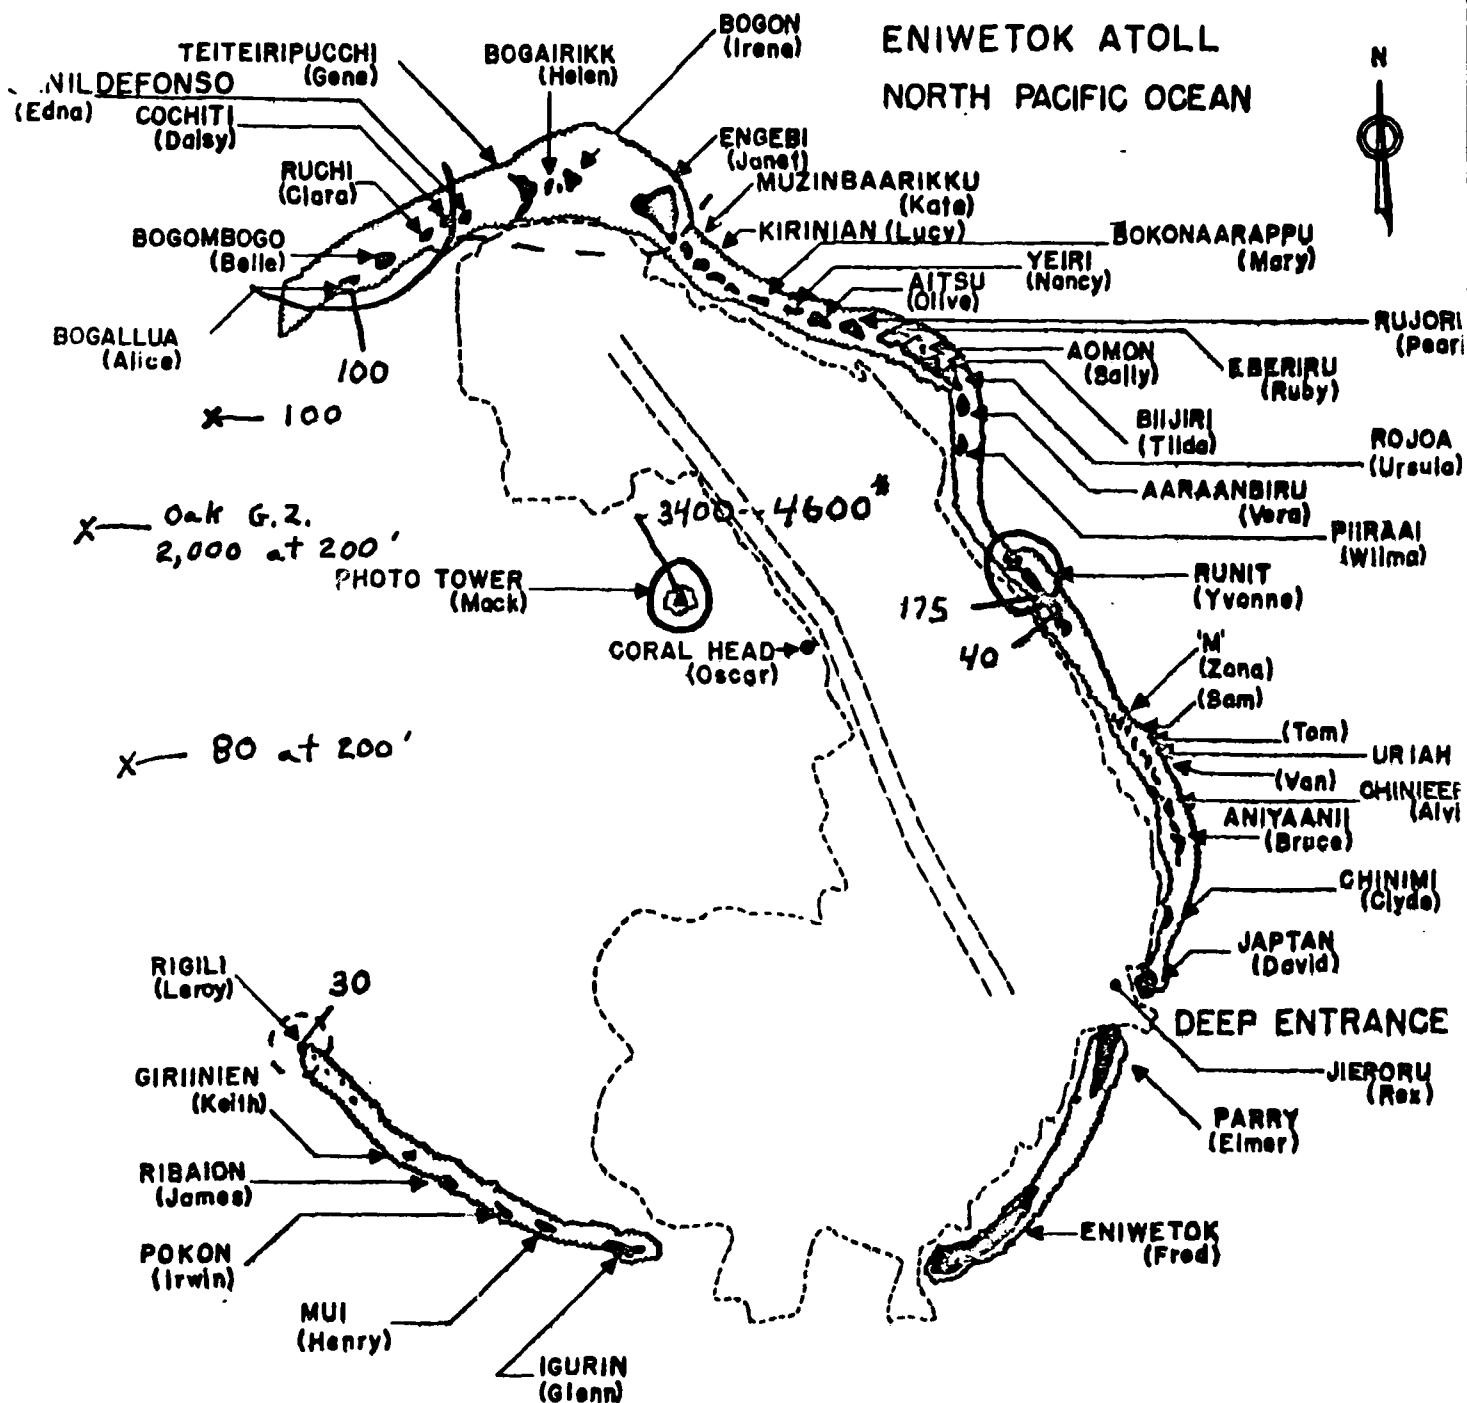 ENIWETOK ATOLL
NORTH PACIFIC OCEAN
N
BOGON
(Irene)
TEITEIRIPUCCHI
(Gene)
BOGAIRIKK
(Helen)
NILDEFONSO
(Edna)
COCHITI
(Daisy)
ENGEBI
(Janet)
RUCHI
(Clara)
MUZINBAARIKKU
(Kate)
KIRINIAN (Lucy)
BOKONAARAPPU
(Mary)
BOGOMBOGO
(Belle)
YEIRI
(Nancy)
AITSU
(Olive)
RUJORI
(Pearl
BOGALLUA
(Alice)
100
AOMON
(Sally)
EBERIRU
(Ruby)
X— 100
BIIJIRI
(Tilda)
ROJOA
(Ursula)
AARAANBIRU
(Vera)
3400 -- 4600*
X— Oak G.Z.
2,000 at 200'
PIIRAAI
(Wilma)
PHOTO TOWER
(Mack)
RUNIT
(Yvonne)
175
40
CORAL HEAD
(Oscar)
'M'
(Zona)
(Sam)
(Tom)
URIAH
X— 80 at 200'
(Van)
CHINIEEF
(Alvi
ANIYAANII
(Bruce)
CHINIMI
(Clyde)
JAPTAN
(David)
RIGILI
(Leroy)
30
DEEP ENTRANCE
GIRIINIEN
(Keith)
JIERORU
(Rex)
PARRY
(Elmer)
RIBAION
(James)
ENIWETOK
(Fred)
POKON
(Irwin)
MUI
(Henry)
IGURIN
(Glenn)